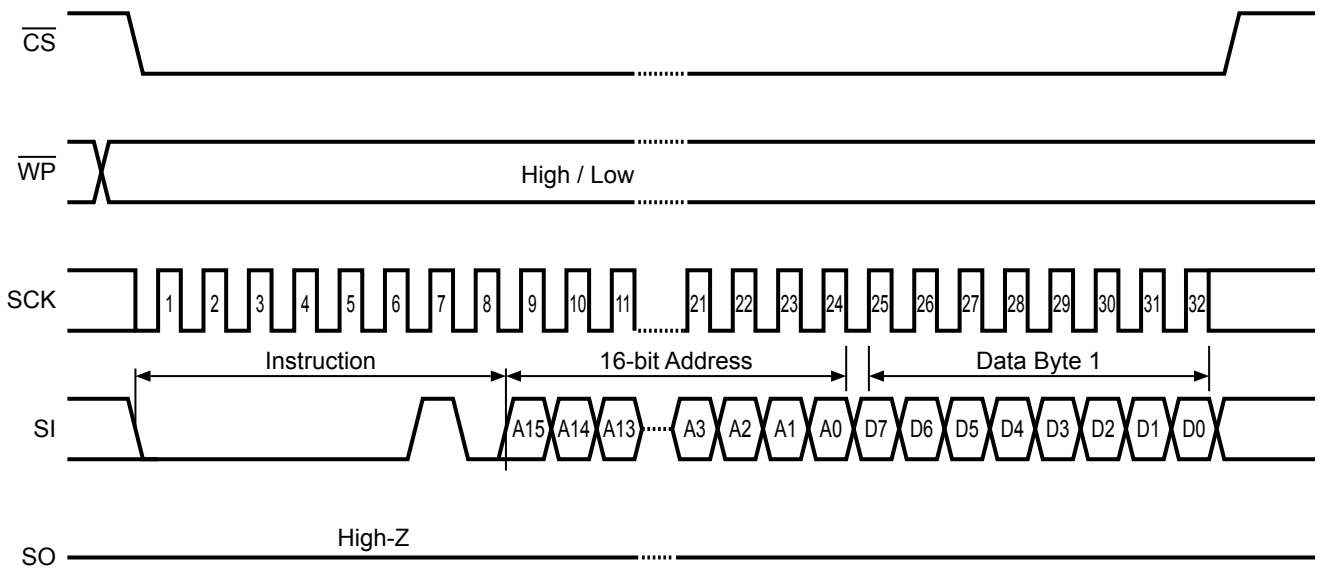 CS
WP
High / Low
SCK
1 2 3 4 5 6 7 8 9 10 11 21 22 23 24 25 26 27 28 29 30 31 32
Instruction 16-bit Address Data Byte 1
SI
A15 A14 A13 A3 A2 A1 A0 D7 D6 D5 D4 D3 D2 D1 D0
High-Z
SO